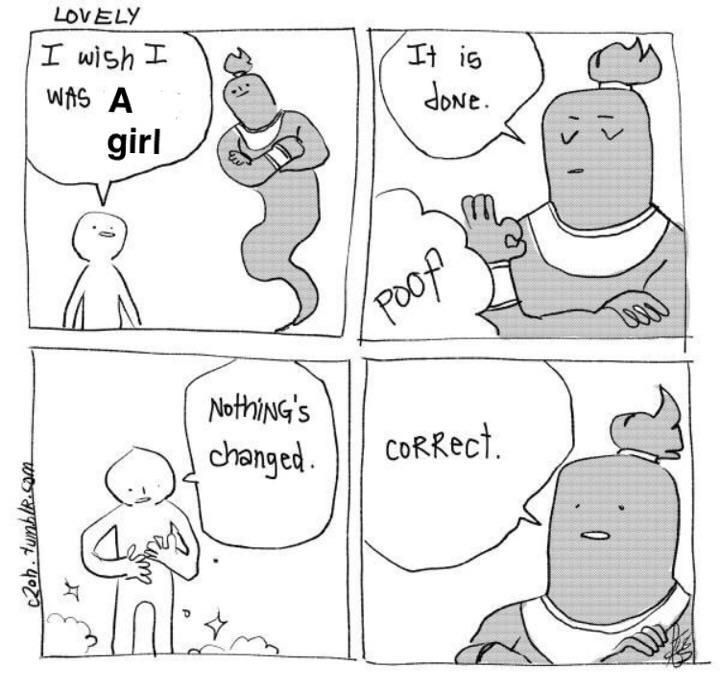 LOVELY
I wish I
WAS A
girl
It is
done.
POOF
NothiNG's
changed.
CORRect.
c2oh.tumblr.com